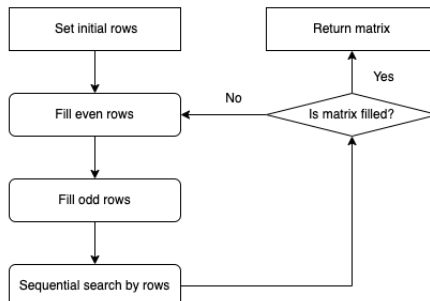 Set initial rows
Return matrix
Yes
No
Fill even rows
Is matrix filled?
Fill odd rows
Sequential search by rows